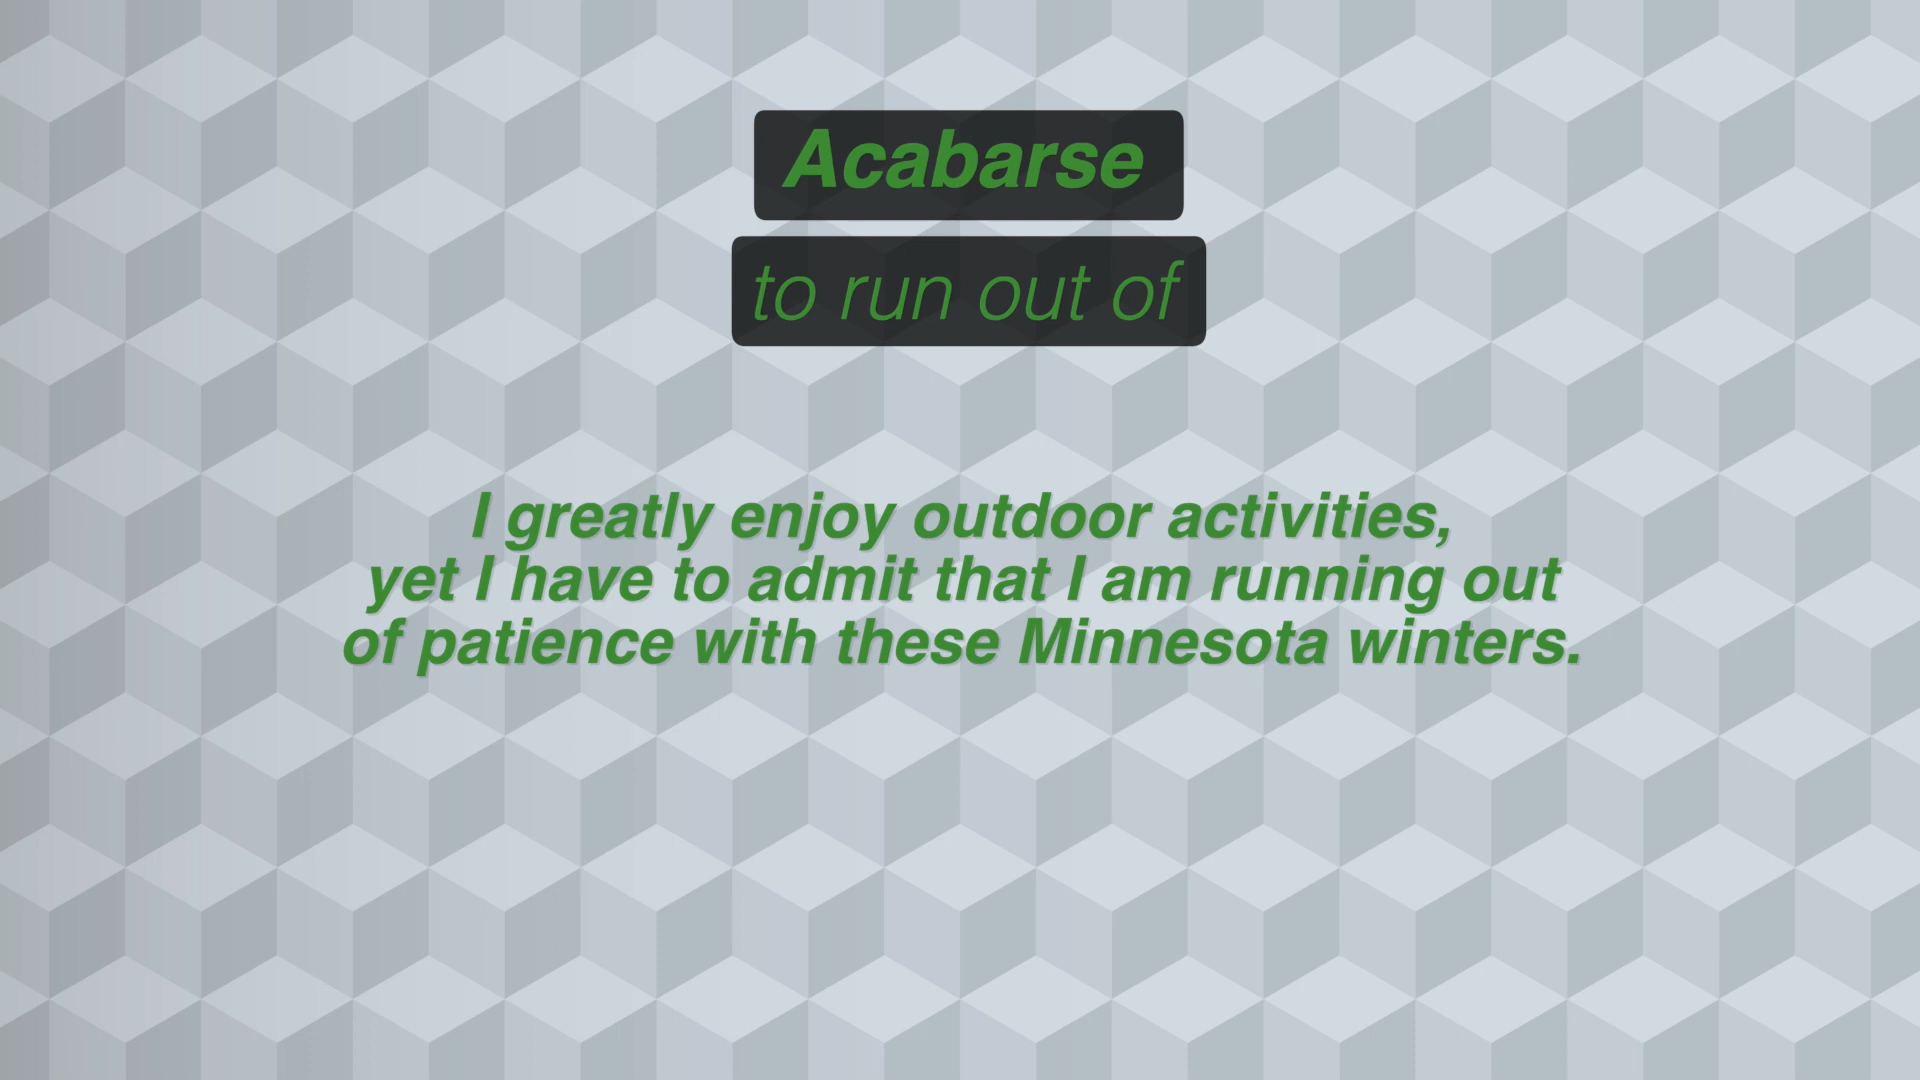 Acabarse
to run out of
I greatly enjoy outdoor activities,
yet I have to admit that I am running out
of patience with these Minnesota winters.